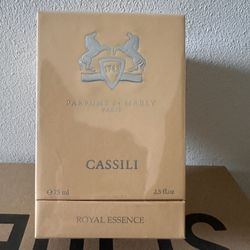 PARFUMS de MARLY
PARIS
CASSILI
℮75 ml 2.5 fl.oz
ROYAL ESSENCE